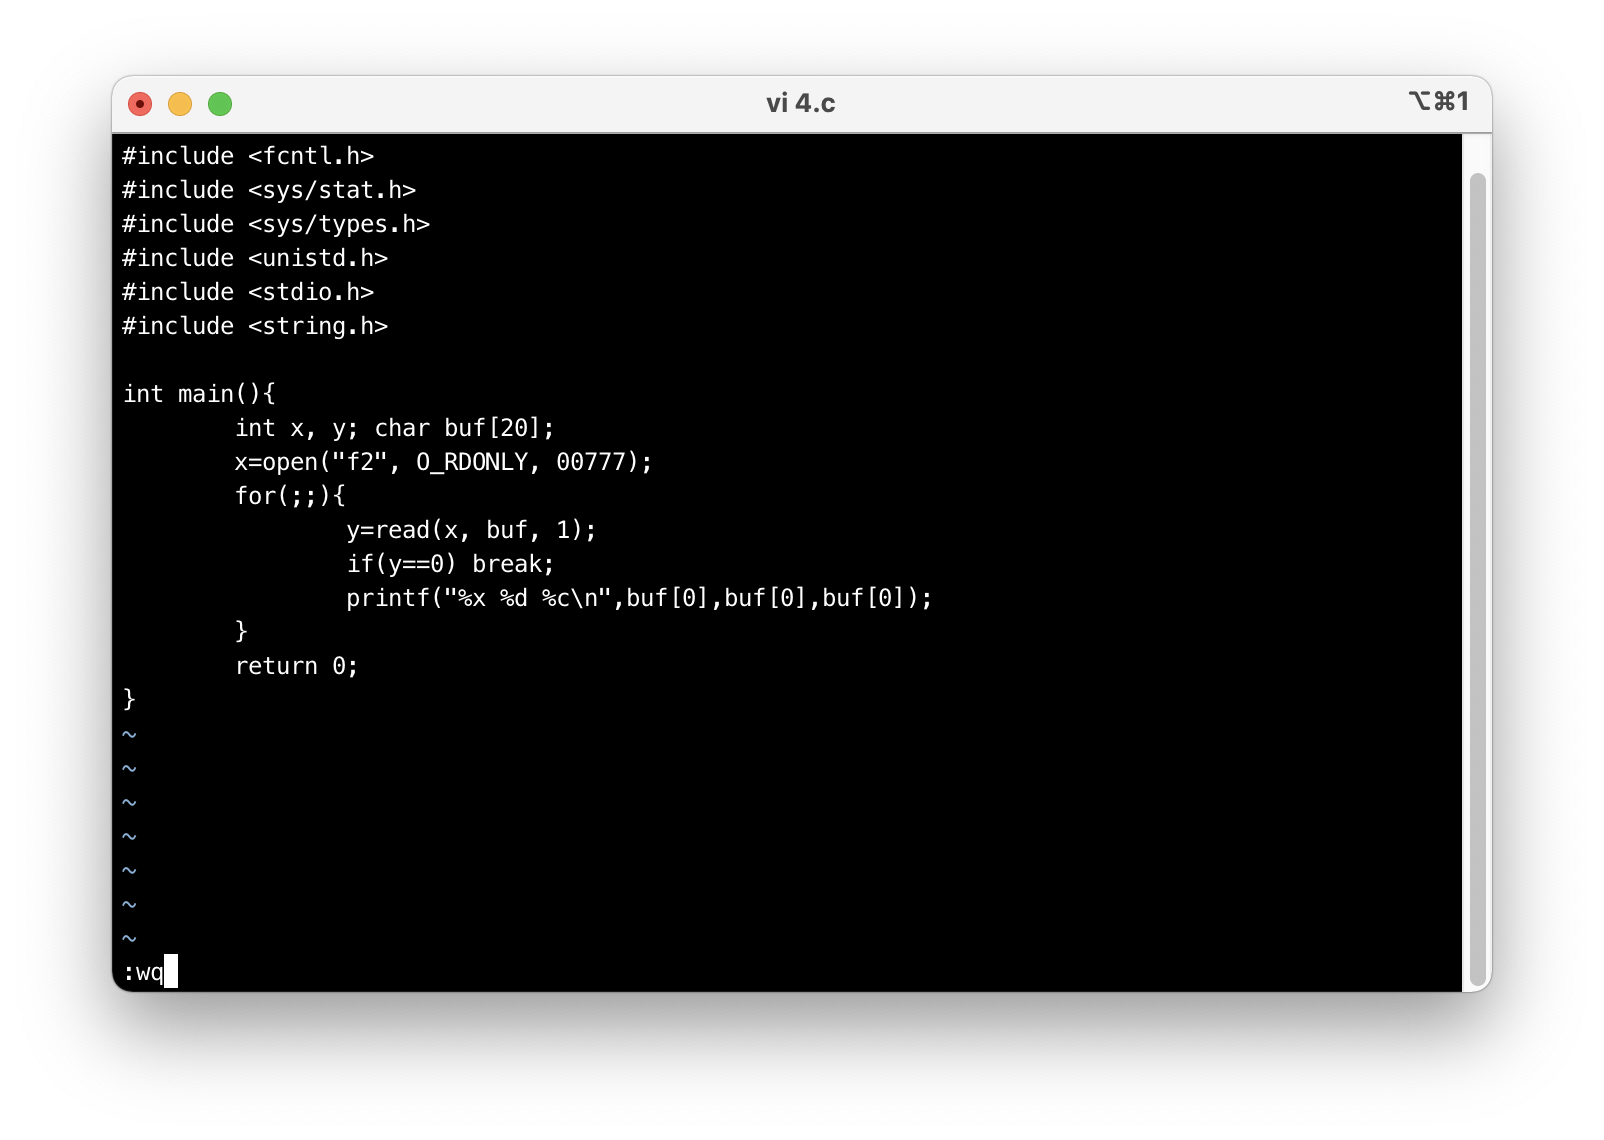 vi 4.c
⌥⌘1
#include <fcntl.h>
#include <sys/stat.h>
#include <sys/types.h>
#include <unistd.h>
#include <stdio.h>
#include <string.h>

int main(){
        int x, y; char buf[20];
        x=open("f2", O_RDONLY, 00777);
        for(;;){
                y=read(x, buf, 1);
                if(y==0) break;
                printf("%x %d %c\n",buf[0],buf[0],buf[0]);
        }
        return 0;
}
~
~
~
~
~
~
~
:wq